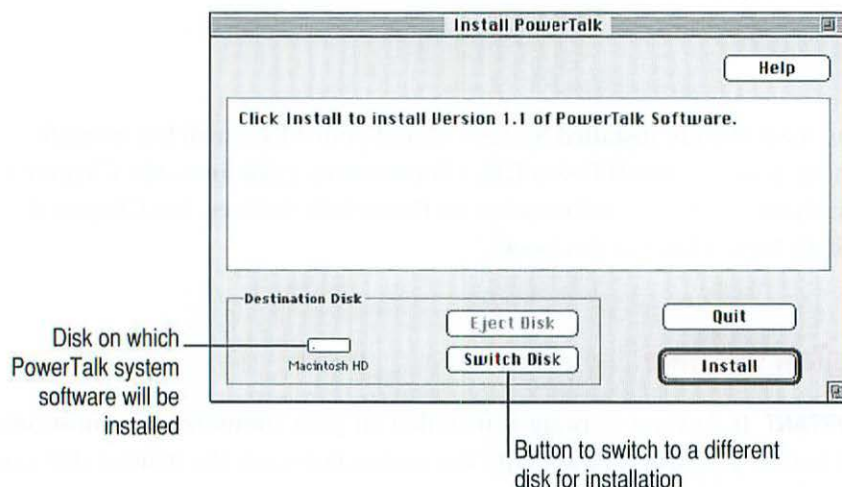 Install PowerTalk
Help
Click Install to install Version 1.1 of PowerTalk Software.
Destination Disk
Eject Disk
Quit
Macintosh HD
Switch Disk
Install
Disk on which
PowerTalk system
software will be
installed
Button to switch to a different
disk for installation